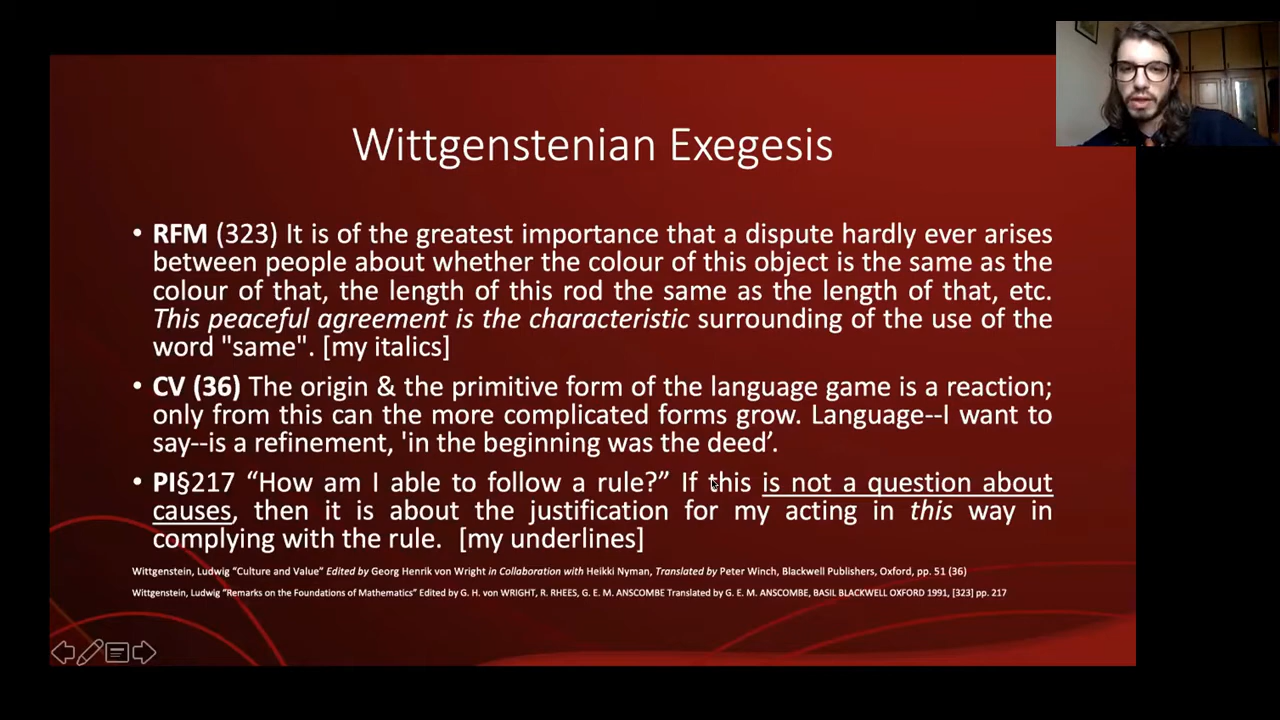 Wittgenstenian Exegesis
• RFM (323) It is of the greatest importance that a dispute hardly ever arises
between people about whether the colour of this object is the same as the
colour of that, the length of this rod the same as the length of that, etc.
This peaceful agreement is the characteristic surrounding of the use of the
word "same". [my italics]
• CV (36) The origin & the primitive form of the language game is a reaction;
only from this can the more complicated forms grow. Language--I want to
say--is a refinement, 'in the beginning was the deed’.
• PI§217 “How am I able to follow a rule?” If this is not a question about
causes, then it is about the justification for my acting in this way in
complying with the rule. [my underlines]
Wittgenstein, Ludwig “Culture and Value” Edited by Georg Henrik von Wright in Collaboration with Heikki Nyman, Translated by Peter Winch, Blackwell Publishers, Oxford, pp. 51 (36)
Wittgenstein, Ludwig “Remarks on the Foundations of Mathematics” Edited by G. H. von WRIGHT, R. RHEES, G. E. M. ANSCOMBE Translated by G. E. M. ANSCOMBE, BASIL BLACKWELL OXFORD 1991, [323] pp. 217